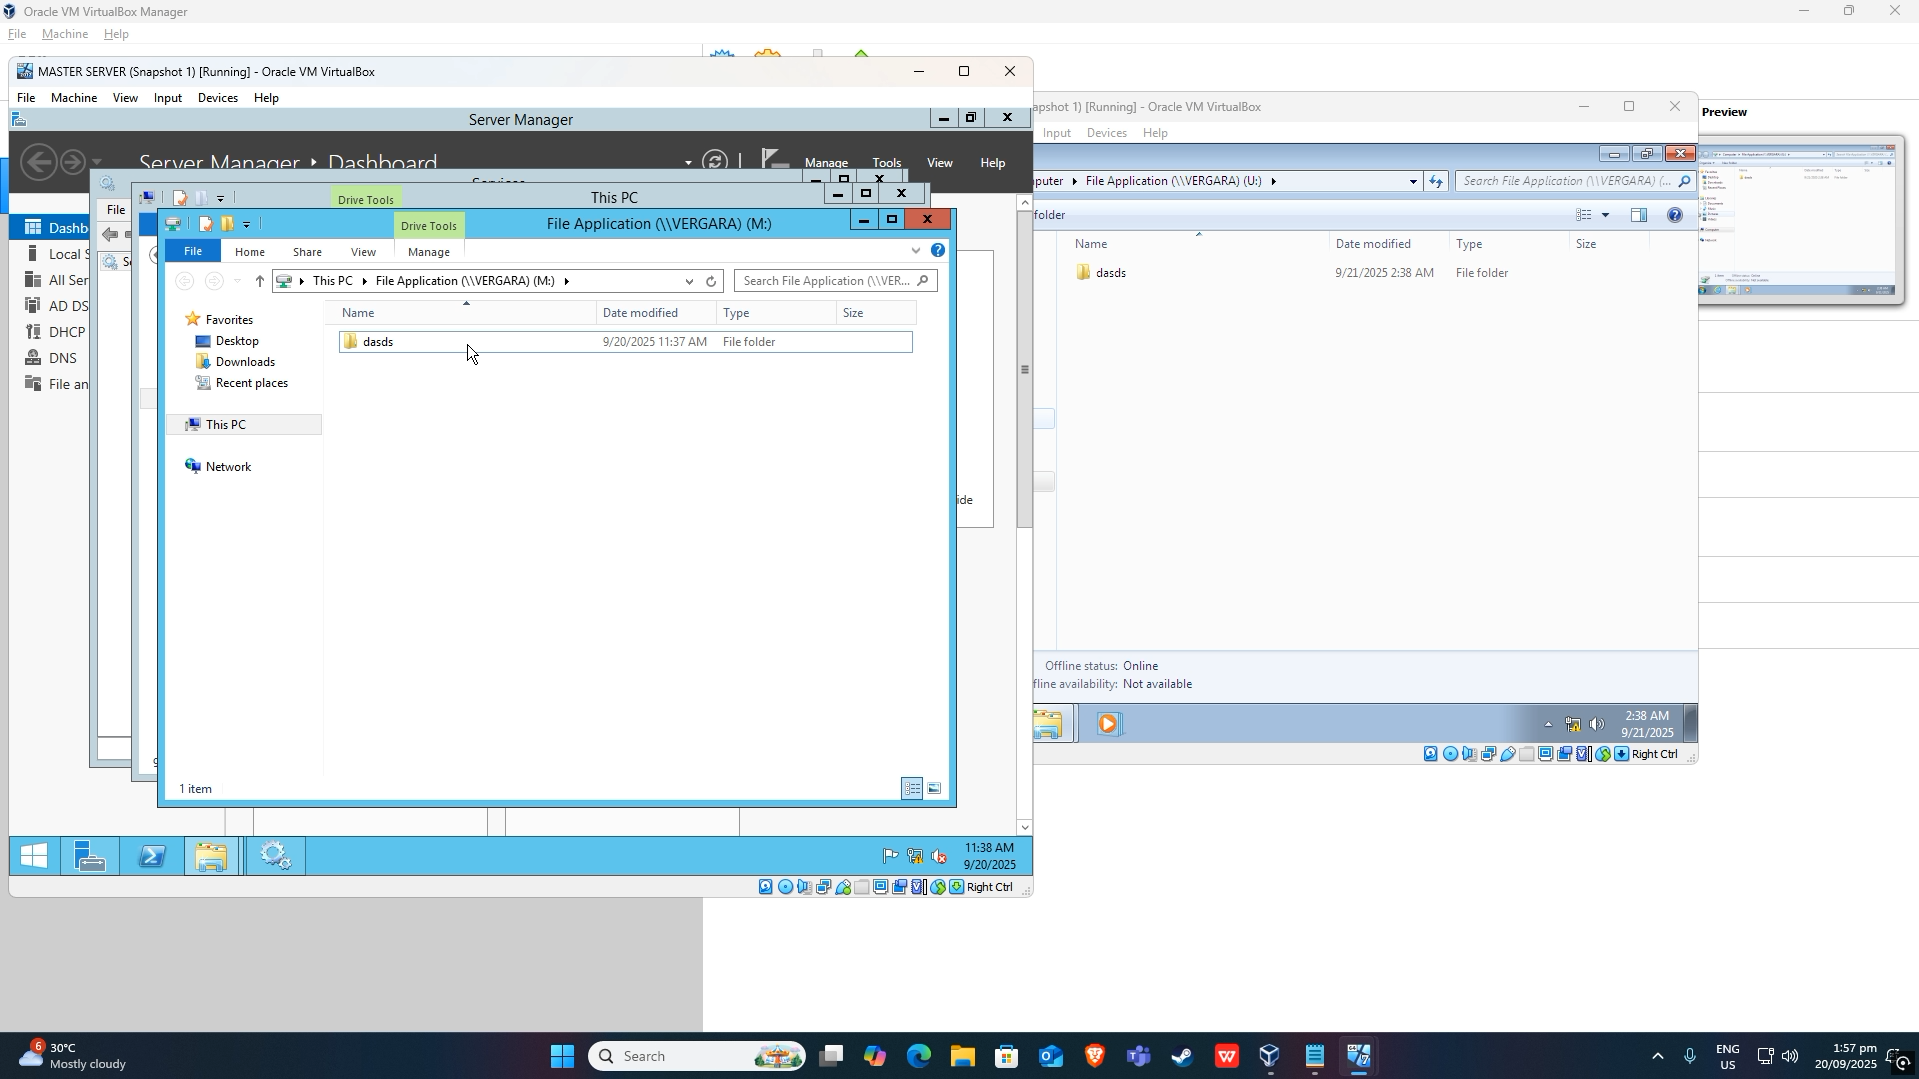 Oracle VM VirtualBox Manager
File Machine Help
MASTER SERVER (Snapshot 1) [Running] - Oracle VM VirtualBox
File Machine View Input Devices Help
Server Manager
Server Manager ▸ Dashboard
Manage Tools View Help
File
This PC
Drive Tools
Drive Tools
File Application (\\VERGARA) (M:)
File Home Share View Manage
This PC ▸ File Application (\\VERGARA) (M:) ▸
Search File Application (\\VER...
Name Date modified Type Size
dasds 9/20/2025 11:37 AM File folder
Favorites
Desktop
Downloads
Recent places
This PC
Network
1 item
Dashb
Local S
All Ser
AD DS
DHCP
DNS
File an
ide
11:38 AM
9/20/2025
Right Ctrl
apshot 1) [Running] - Oracle VM VirtualBox
Input Devices Help
puter ▸ File Application (\\VERGARA) (U:) ▸
Search File Application (\\VERGARA) (...
folder
Name Date modified Type Size
dasds 9/21/2025 2:38 AM File folder
Offline status: Online
fline availability: Not available
2:38 AM
9/21/2025
Right Ctrl
Preview
6
30°C
Mostly cloudy
Search
ENG
US
1:57 pm
20/09/2025